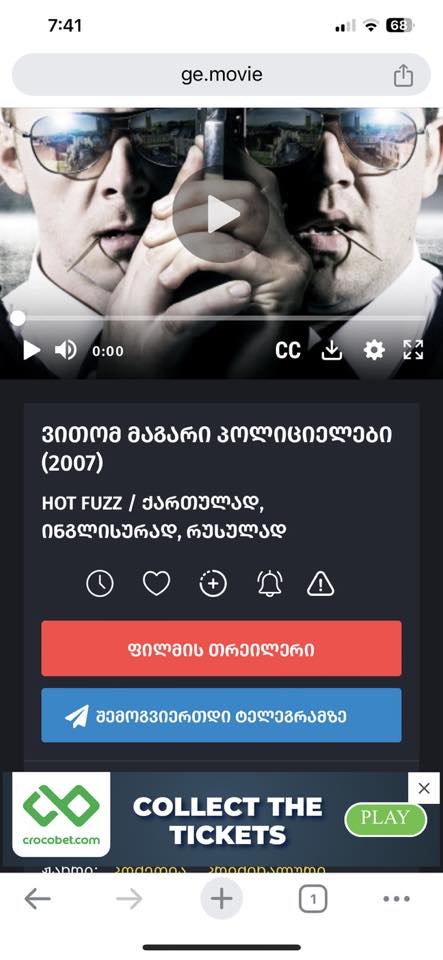 7:41
68
ge.movie
0:00
CC
ვითომ მაგარი პოლიციელები
(2007)
HOT FUZZ / ქართულად,
ინგლისურად, რუსულად
ფილმის თრეილერი
შემოგვიერთდი ტელეგრამზე
crocobet.com
COLLECT THE
TICKETS
PLAY
1